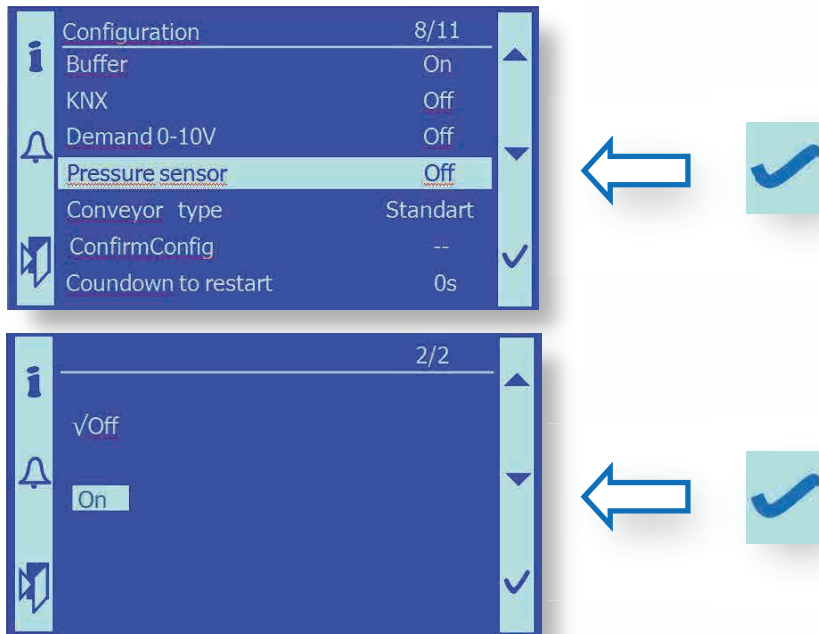 Configuration 8/11
Buffer On
KNX Off
Demand 0-10V Off
Pressure sensor Off
Conveyor type Standart
ConfirmConfig --
Coundown to restart 0s
2/2
√Off
On